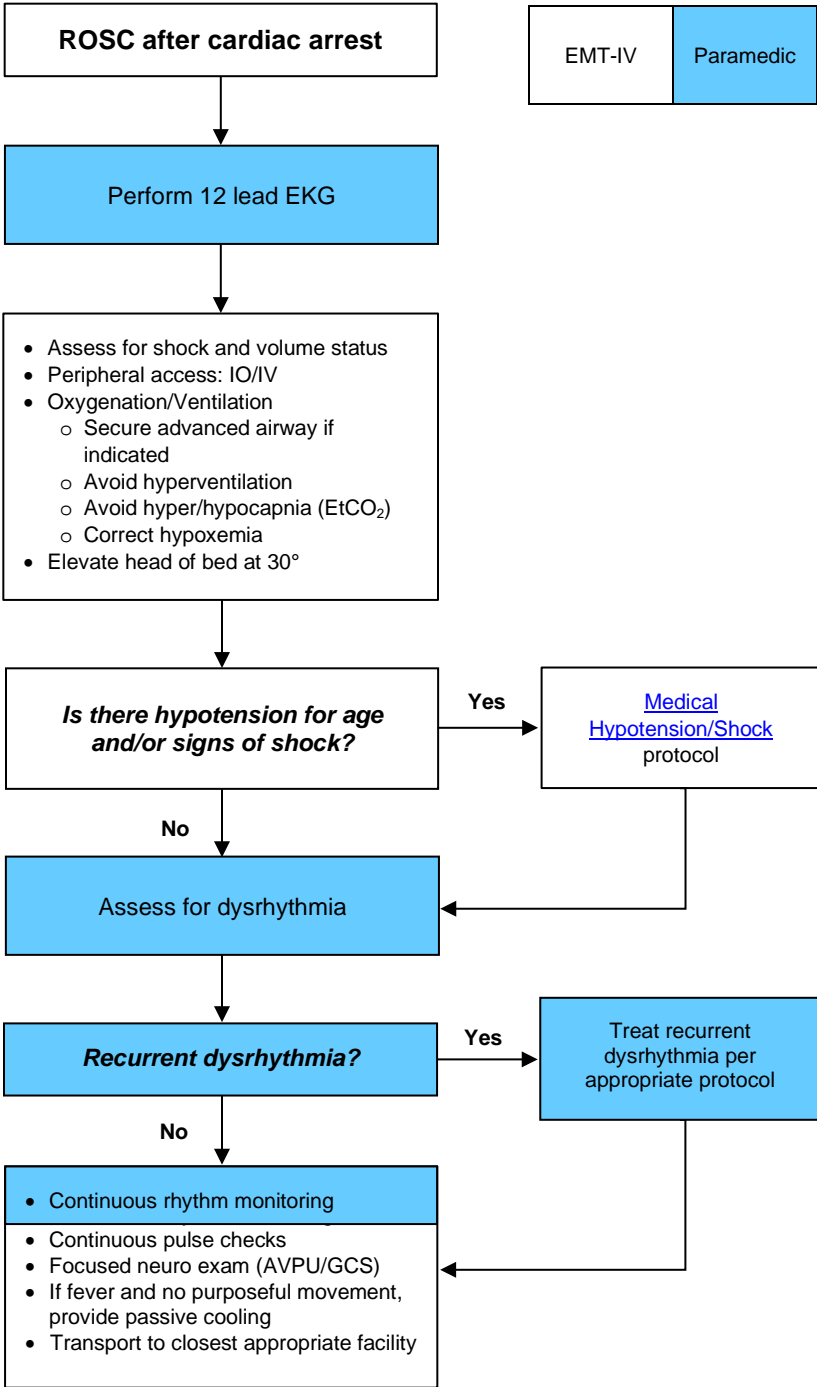 ROSC after cardiac arrest
EMT-IV
Paramedic
Perform 12 lead EKG
• Assess for shock and volume status
• Peripheral access: IO/IV
• Oxygenation/Ventilation
o Secure advanced airway if
indicated
o Avoid hyperventilation
o Avoid hyper/hypocapnia (EtCO₂)
o Correct hypoxemia
• Elevate head of bed at 30°
Is there hypotension for age
and/or signs of shock?
Yes
Medical
Hypotension/Shock
protocol
No
Assess for dysrhythmia
Recurrent dysrhythmia?
Yes
Treat recurrent
dysrhythmia per
appropriate protocol
No
• Continuous rhythm monitoring
• Continuous pulse checks
• Focused neuro exam (AVPU/GCS)
• If fever and no purposeful movement,
provide passive cooling
• Transport to closest appropriate facility